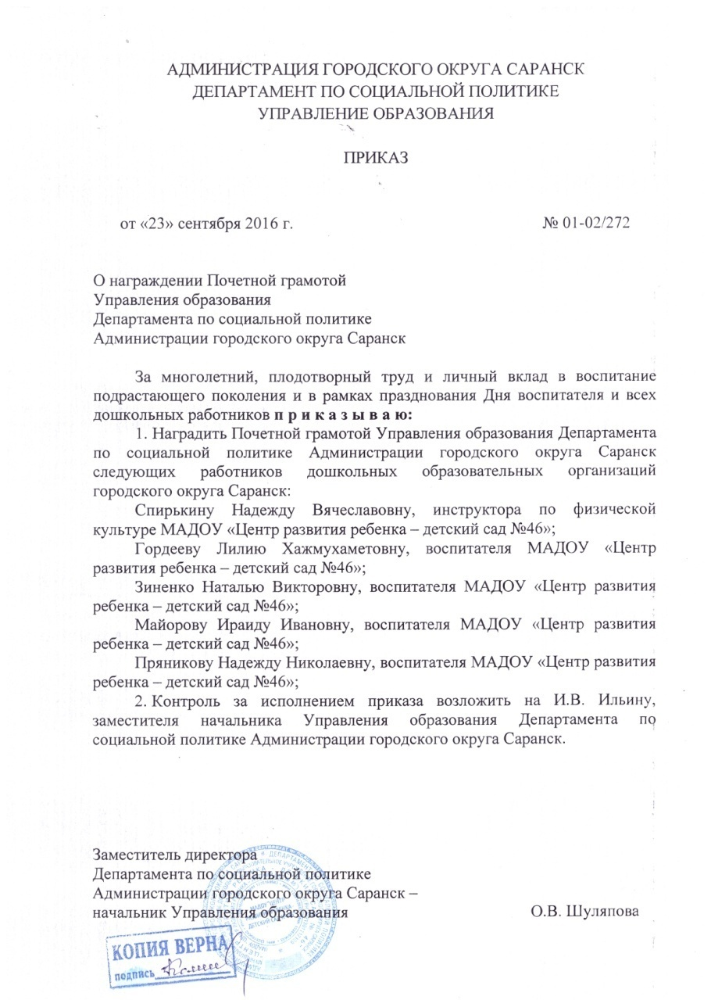 АДМИНИСТРАЦИЯ ГОРОДСКОГО ОКРУГА САРАНСК
ДЕПАРТАМЕНТ ПО СОЦИАЛЬНОЙ ПОЛИТИКЕ
УПРАВЛЕНИЕ ОБРАЗОВАНИЯ
ПРИКАЗ
от «23» сентября 2016 г. № 01-02/272
О награждении Почетной грамотой
Управления образования
Департамента по социальной политике
Администрации городского округа Саранск
За многолетний, плодотворный труд и личный вклад в воспитание
подрастающего поколения и в рамках празднования Дня воспитателя и всех
дошкольных работников п р и к а з ы в а ю:
1. Наградить Почетной грамотой Управления образования Департамента
по социальной политике Администрации городского округа Саранск
следующих работников дошкольных образовательных организаций
городского округа Саранск:
Спирькину Надежду Вячеславовну, инструктора по физической
культуре МАДОУ «Центр развития ребенка – детский сад №46»;
Гордееву Лилию Хажмухаметовну, воспитателя МАДОУ «Центр
развития ребенка – детский сад №46»;
Зиненко Наталью Викторовну, воспитателя МАДОУ «Центр развития
ребенка – детский сад №46»;
Майорову Ираиду Ивановну, воспитателя МАДОУ «Центр развития
ребенка – детский сад №46»;
Пряникову Надежду Николаевну, воспитателя МАДОУ «Центр развития
ребенка – детский сад №46»;
2. Контроль за исполнением приказа возложить на И.В. Ильину,
заместителя начальника Управления образования Департамента по
социальной политике Администрации городского округа Саранск.
Заместитель директора
Департамента по социальной политике
Администрации городского округа Саранск –
начальник Управления образования О.В. Шуляпова
КОПИЯ ВЕРНА
подпись